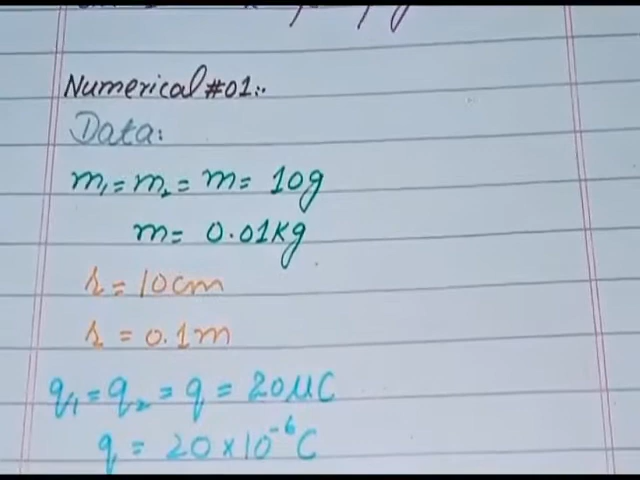 Numerical #01:.
Data:
m₁ = m₂ = m = 10g
m = 0.01Kg
r = 10cm
r = 0.1m
q₁ = q₂ = q = 20μC
q = 20 × 10⁻⁶C